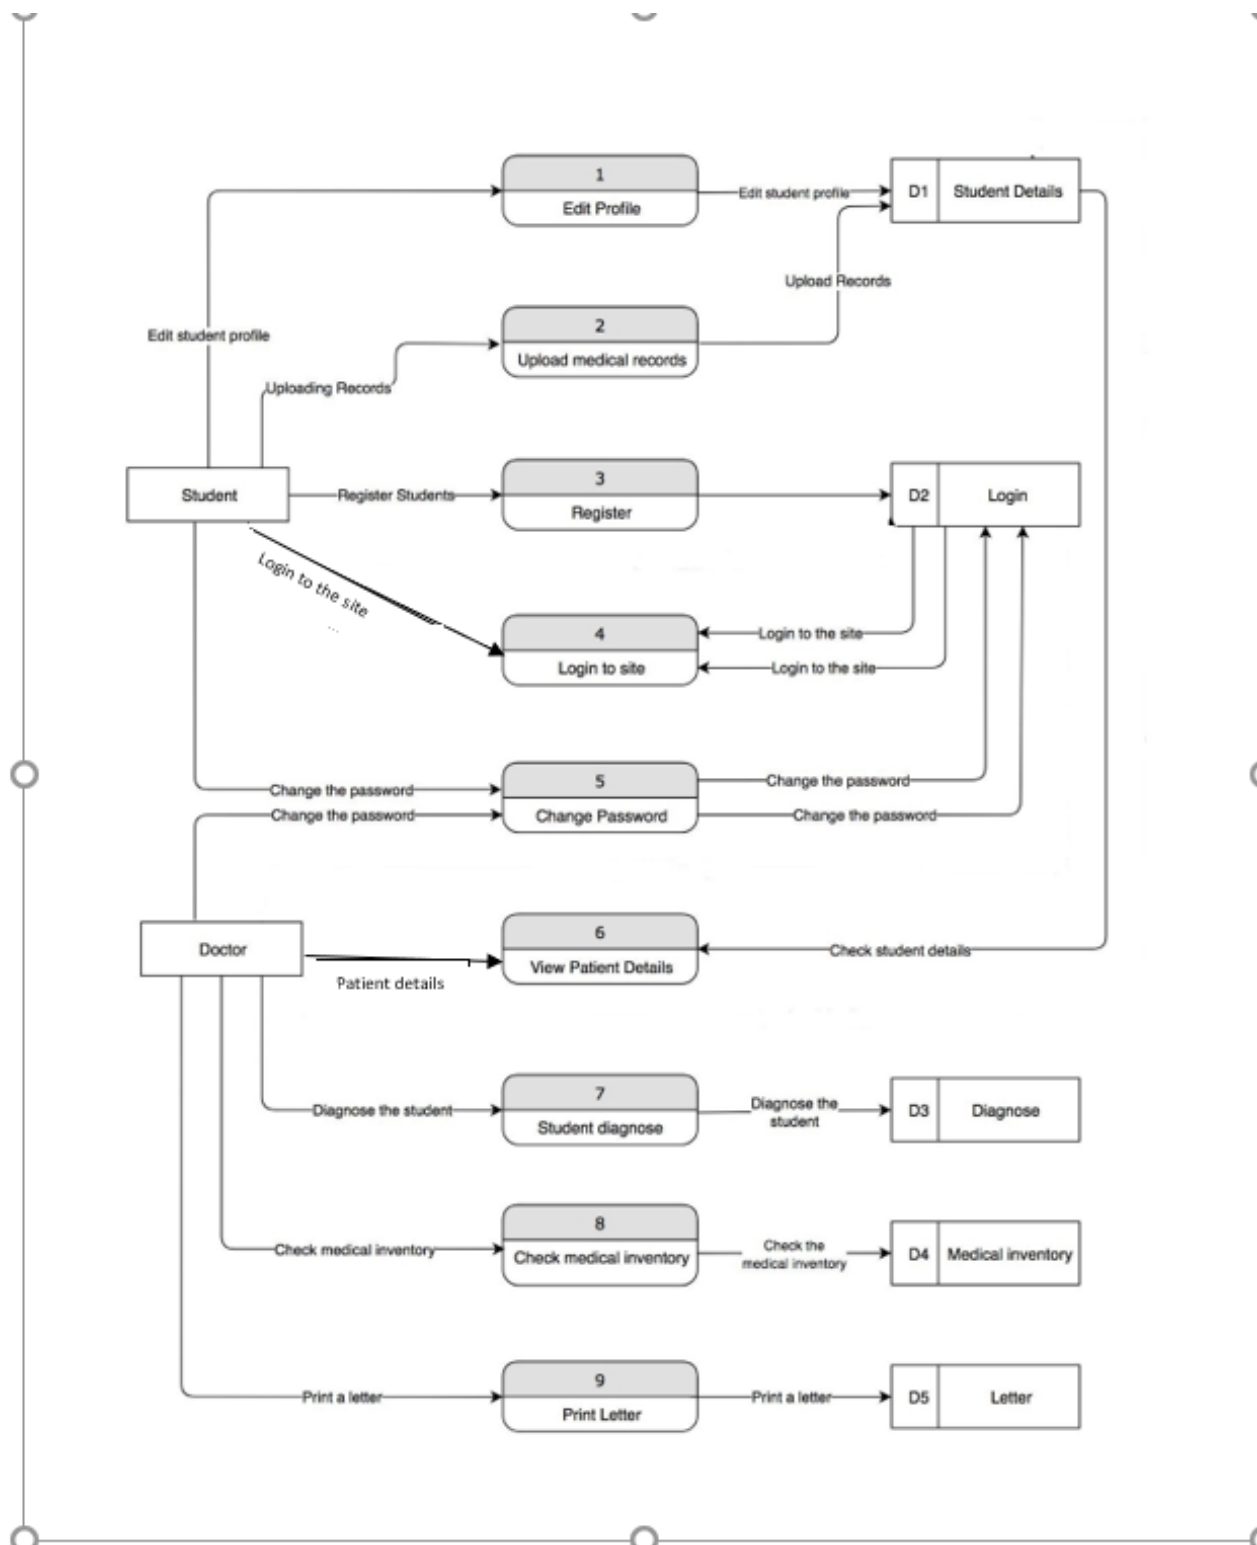 1
Edit Profile
Edit student profile
D1
Student Details
Upload Records
2
Upload medical records
Edit student profile
Uploading Records
Student
Register Students
3
Register
D2
Login
Login to the site
...
4
Login to site
Login to the site
Login to the site
Change the password
Change the password
5
Change Password
Change the password
Change the password
Doctor
Patient details
6
View Patient Details
Check student details
Diagnose the student
7
Student diagnose
Diagnose the
student
D3
Diagnose
Check medical inventory
8
Check medical inventory
Check the
medical inventory
D4
Medical inventory
Print a letter
9
Print Letter
Print a letter
D5
Letter